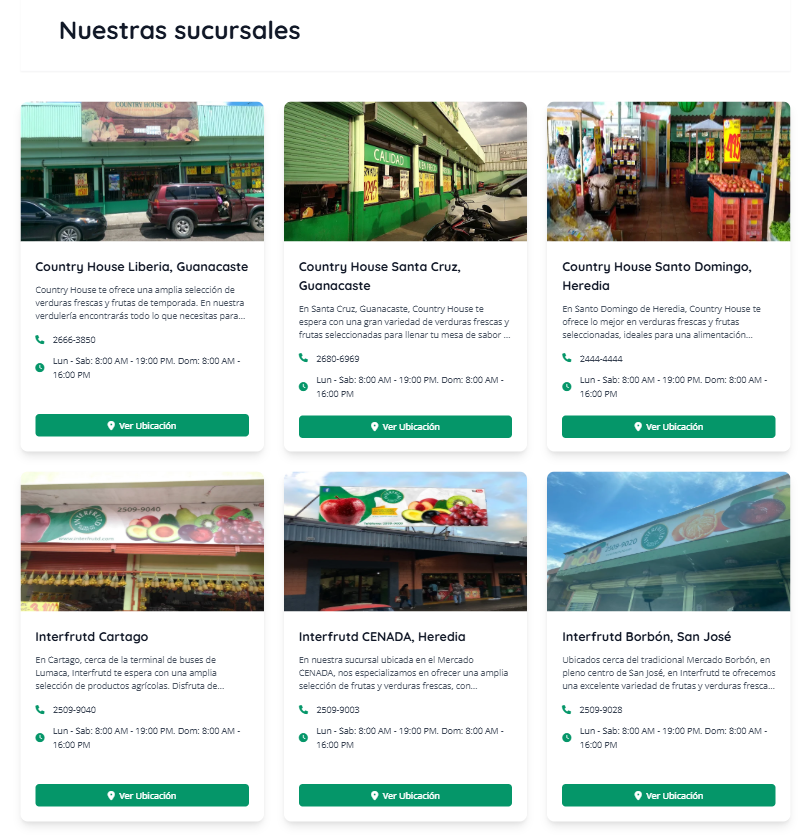 Nuestras sucursales
COUNTRY HOUSE
CALIDAD
Country House Liberia, Guanacaste
Country House te ofrece una amplia selección de
verduras frescas y frutas de temporada. En nuestra
verdulería encontrarás todo lo que necesitas para...
2666-3850
Lun - Sab: 8:00 AM - 19:00 PM. Dom: 8:00 AM -
16:00 PM
Ver Ubicación
Country House Santa Cruz,
Guanacaste
En Santa Cruz, Guanacaste, Country House te
espera con una gran variedad de verduras frescas y
frutas seleccionadas para llenar tu mesa de sabor ...
2680-6969
Lun - Sab: 8:00 AM - 19:00 PM. Dom: 8:00 AM -
16:00 PM
Ver Ubicación
Country House Santo Domingo,
Heredia
En Santo Domingo de Heredia, Country House te
ofrece lo mejor en verduras frescas y frutas
seleccionadas, ideales para una alimentación...
2444-4444
Lun - Sab: 8:00 AM - 19:00 PM. Dom: 8:00 AM -
16:00 PM
Ver Ubicación
2509-9040
INTERFRUTD
www.interfrutd.com
2509-9020
Interfrutd Cartago
En Cartago, cerca de la terminal de buses de
Lumaca, Interfrutd te espera con una amplia
selección de productos agrícolas. Disfruta de...
2509-9040
Lun - Sab: 8:00 AM - 19:00 PM. Dom: 8:00 AM -
16:00 PM
Ver Ubicación
Interfrutd CENADA, Heredia
En nuestra sucursal ubicada en el Mercado
CENADA, nos especializamos en ofrecer una amplia
selección de frutas y verduras frescas, con...
2509-9003
Lun - Sab: 8:00 AM - 19:00 PM. Dom: 8:00 AM -
16:00 PM
Ver Ubicación
Interfrutd Borbón, San José
Ubicados cerca del tradicional Mercado Borbón, en
pleno centro de San José, en Interfrutd te ofrecemos
una excelente variedad de frutas y verduras fresca...
2509-9028
Lun - Sab: 8:00 AM - 19:00 PM. Dom: 8:00 AM -
16:00 PM
Ver Ubicación